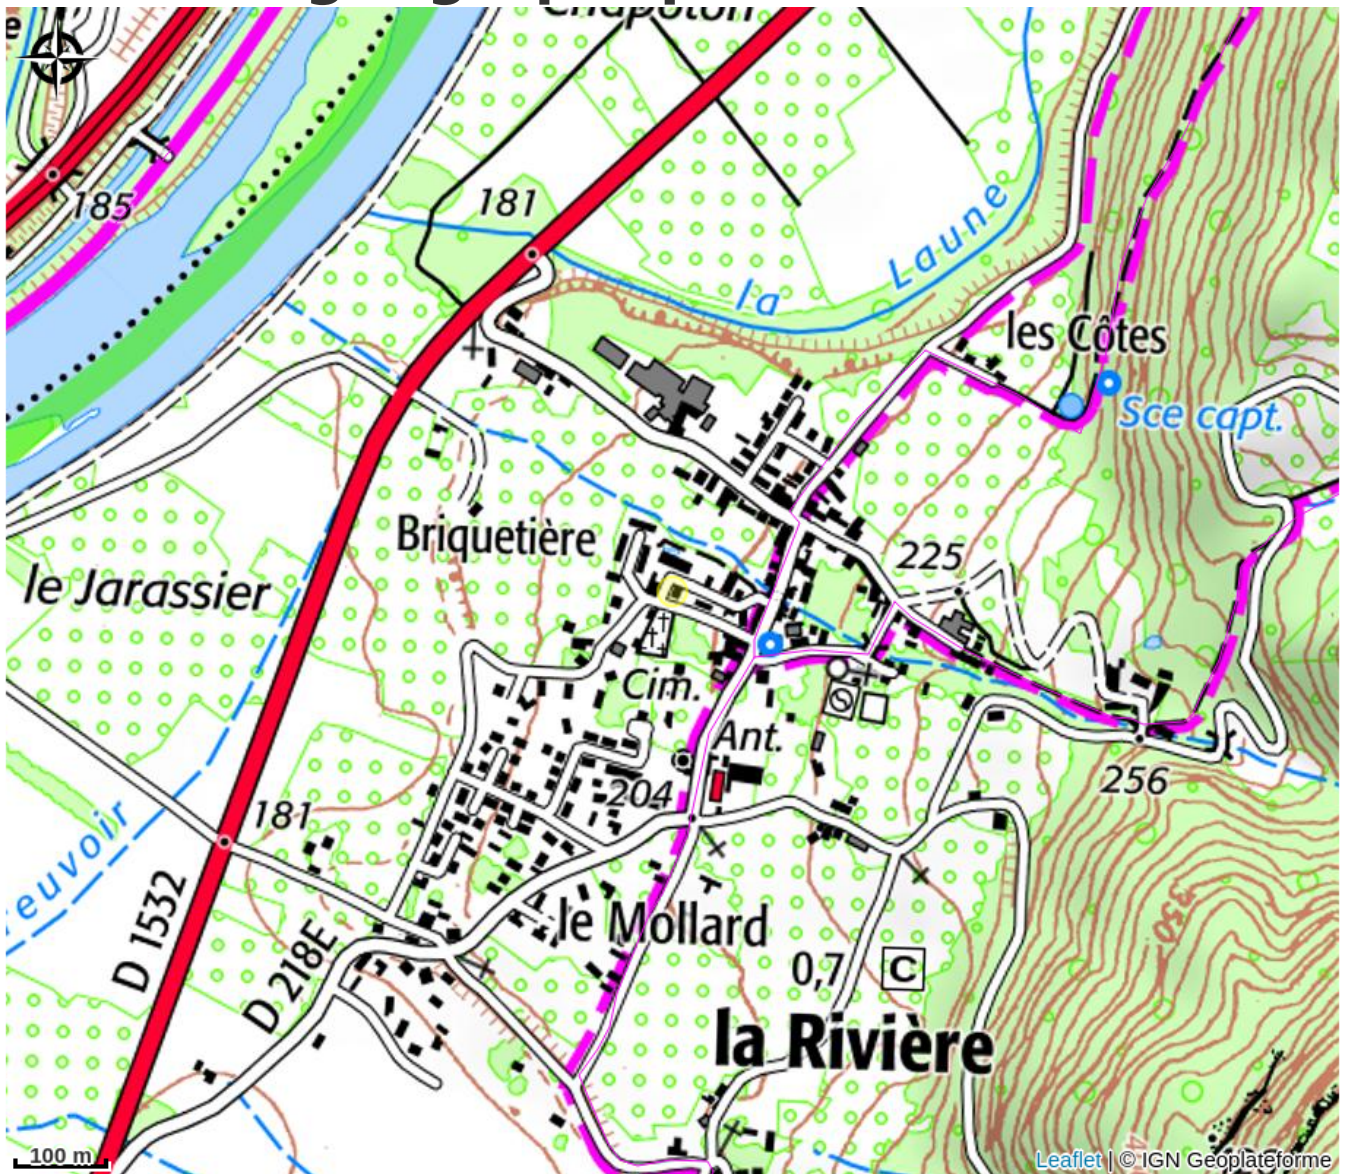 181
185
la Laune
les Côtes
Sce capt.
Briquetière
225
le Jarassier
Cim.
Ant.
204
256
181
D 1532
D 218E
le Mollard
350
0,7
C
la Rivière
100 m
Leaflet | © IGN Geoplateforme